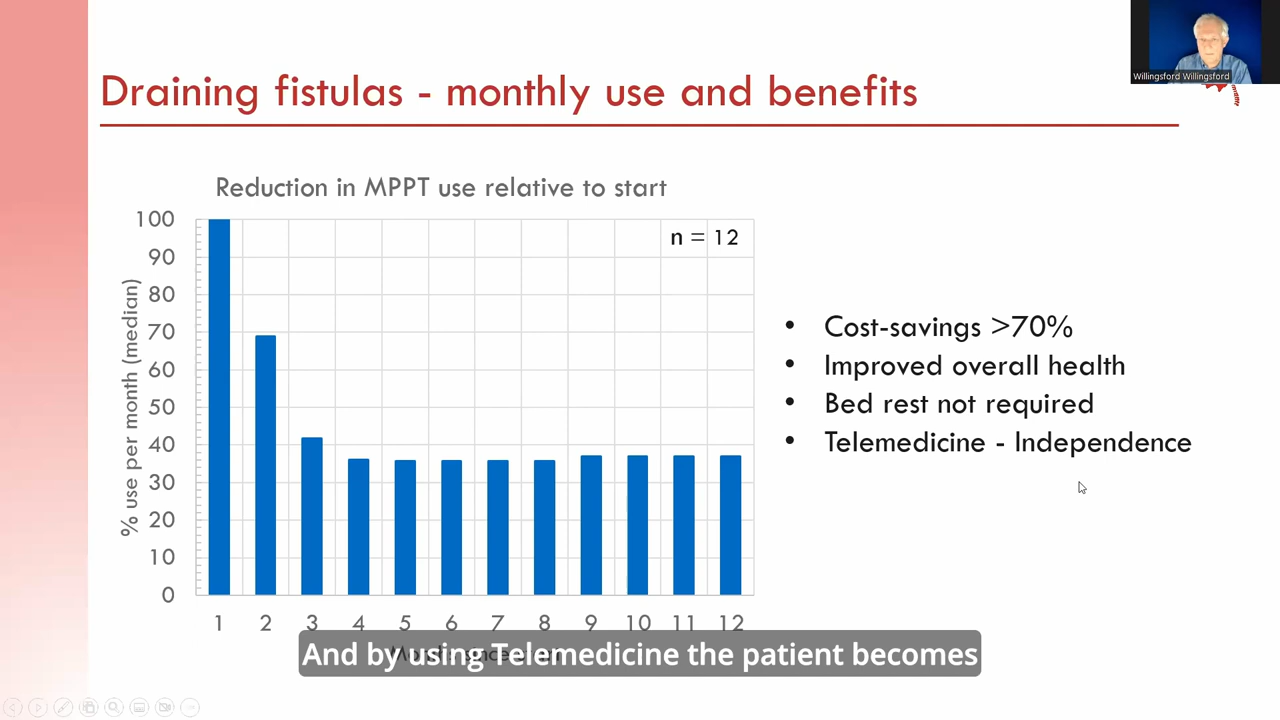 Willingsford Willingsford
Draining fistulas - monthly use and benefits
Reduction in MPPT use relative to start
n = 12
% use per month (median)
100
90
80
70
60
50
40
30
20
10
0
1 2 3 4 5 6 7 8 9 10 11 12
• Cost-savings >70%
• Improved overall health
• Bed rest not required
• Telemedicine - Independence
And by using Telemedicine the patient becomes